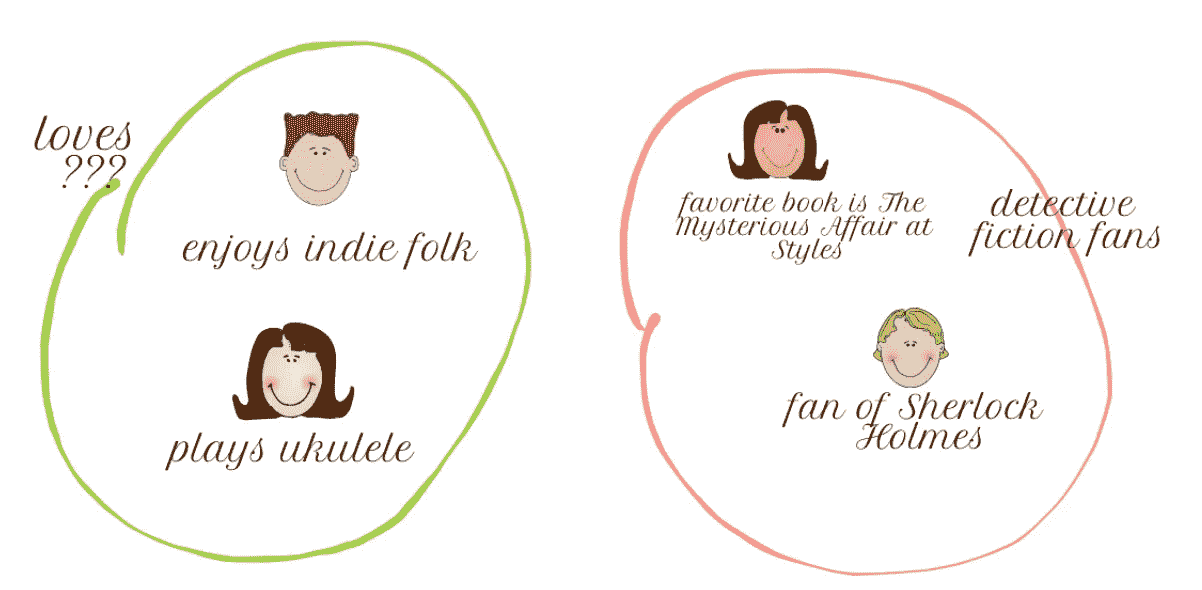 loves
???
enjoys indie folk
plays ukulele
favorite book is The
Mysterious Affair at
Styles
detective
fiction fans
fan of Sherlock
Holmes